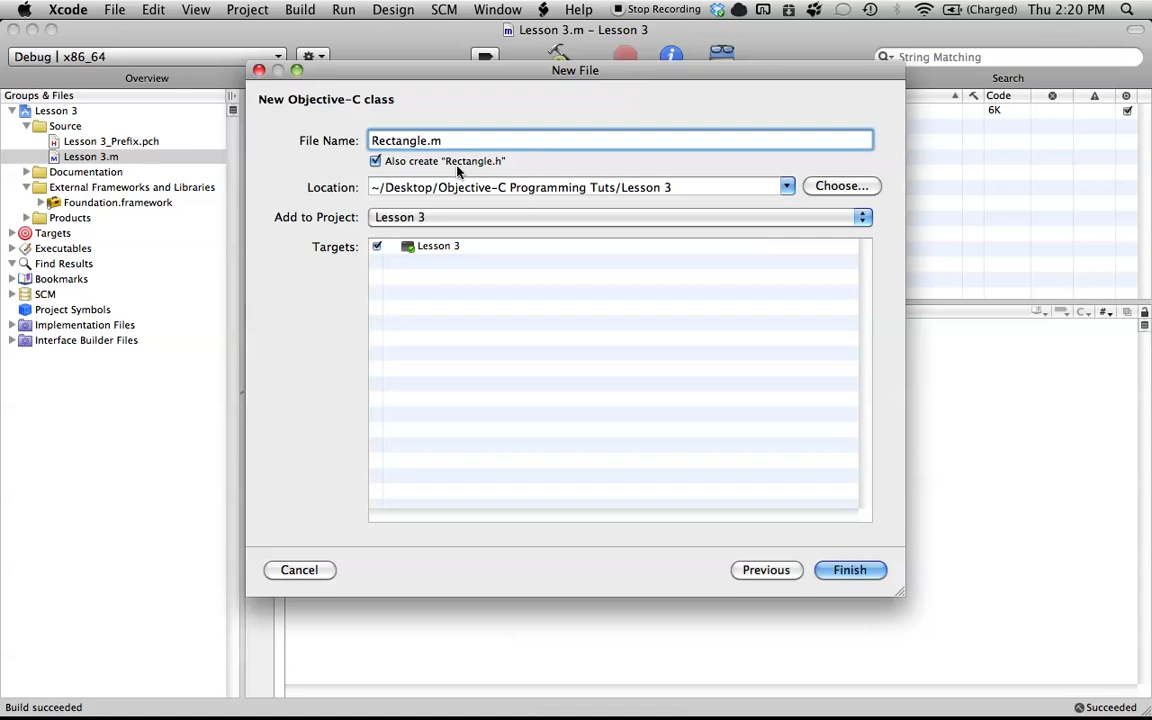 Xcode File Edit View Project Build Run Design SCM Window Help Stop Recording (Charged) Thu 2:20 PM
Lesson 3.m – Lesson 3
Debug | x86_64
String Matching
Overview
Search
New File
Groups & Files
Code
6K
Lesson 3
Source
Lesson 3_Prefix.pch
Lesson 3.m
Documentation
External Frameworks and Libraries
Foundation.framework
Products
Targets
Executables
Find Results
Bookmarks
SCM
Project Symbols
Implementation Files
Interface Builder Files
New Objective-C class
File Name: Rectangle.m
Also create "Rectangle.h"
Location: ~/Desktop/Objective-C Programming Tuts/Lesson 3 Choose...
Add to Project: Lesson 3
Targets: Lesson 3
Cancel Previous Finish
Build succeeded
Succeeded